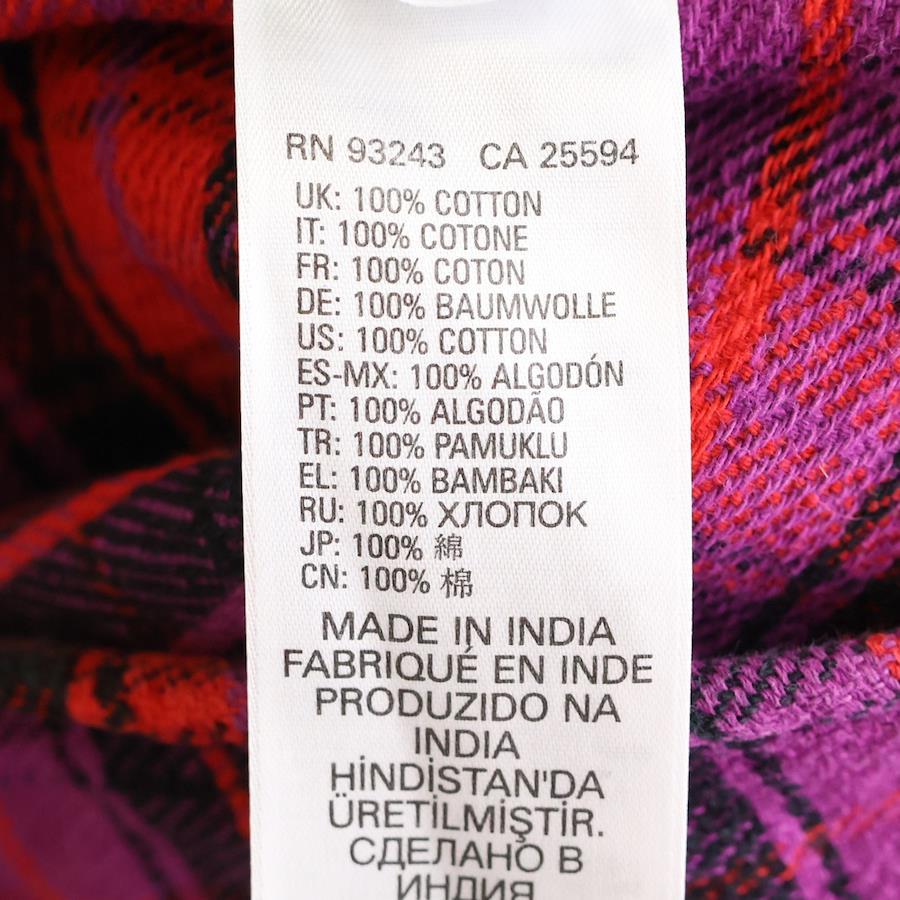 RN 93243 CA 25594
UK: 100% COTTON
IT: 100% COTONE
FR: 100% COTON
DE: 100% BAUMWOLLE
US: 100% COTTON
ES-MX: 100% ALGODÓN
PT: 100% ALGODÃO
TR: 100% PAMUKLU
EL: 100% BAMBAKI
RU: 100% ХЛОПОК
JP: 100% 綿
CN: 100% 棉
MADE IN INDIA
FABRIQUÉ EN INDE
PRODUZIDO NA
INDIA
HİNDİSTAN'DA
ÜRETİLMİŞTİR.
СДЕЛАНО В
ИНДИЯ